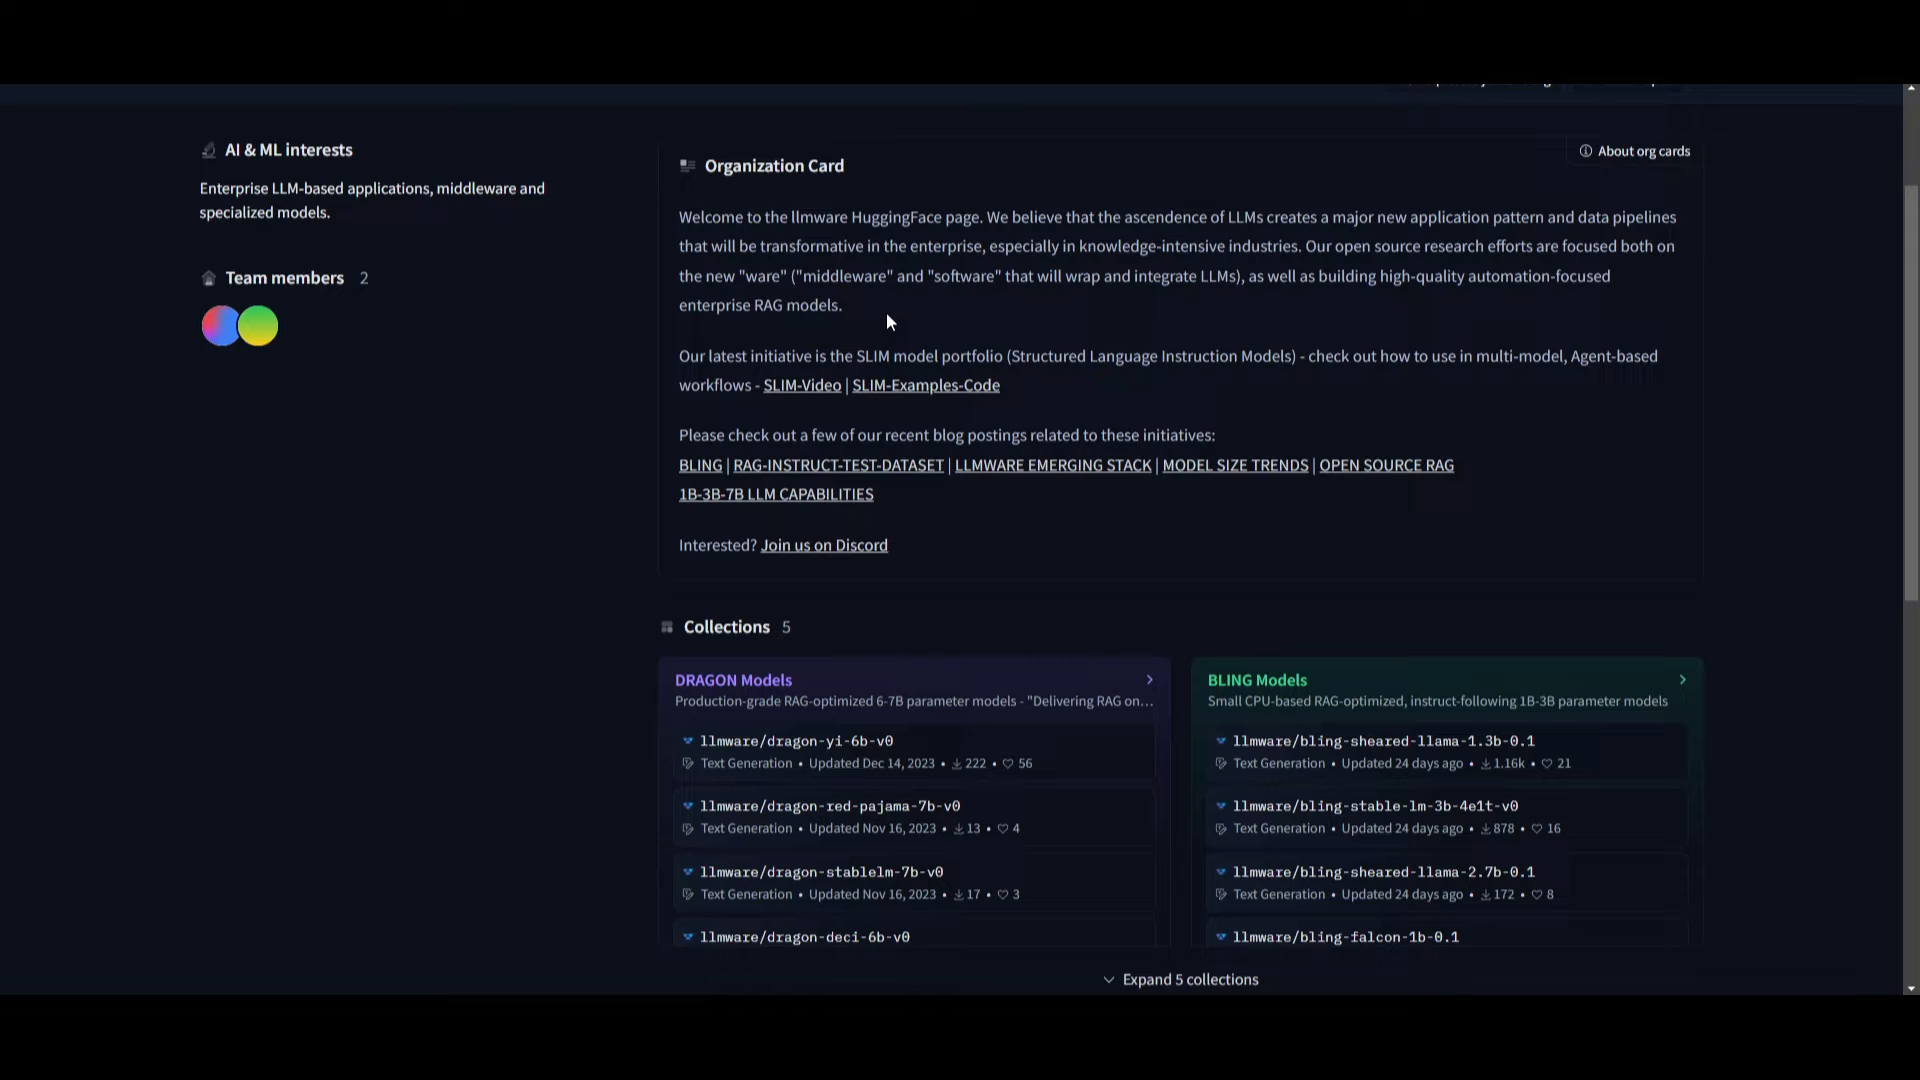 AI & ML interests
Enterprise LLM-based applications, middleware and
specialized models.
Team members 2
Organization Card
About org cards
Welcome to the llmware HuggingFace page. We believe that the ascendence of LLMs creates a major new application pattern and data pipelines
that will be transformative in the enterprise, especially in knowledge-intensive industries. Our open source research efforts are focused both on
the new "ware" ("middleware" and "software" that will wrap and integrate LLMs), as well as building high-quality automation-focused
enterprise RAG models.
Our latest initiative is the SLIM model portfolio (Structured Language Instruction Models) - check out how to use in multi-model, Agent-based
workflows - SLIM-Video | SLIM-Examples-Code
Please check out a few of our recent blog postings related to these initiatives:
BLING | RAG-INSTRUCT-TEST-DATASET | LLMWARE EMERGING STACK | MODEL SIZE TRENDS | OPEN SOURCE RAG
1B-3B-7B LLM CAPABILITIES
Interested? Join us on Discord
Collections 5
DRAGON Models
Production-grade RAG-optimized 6-7B parameter models - "Delivering RAG on...
llmware/dragon-yi-6b-v0
Text Generation • Updated Dec 14, 2023 • 222 • 56
llmware/dragon-red-pajama-7b-v0
Text Generation • Updated Nov 16, 2023 • 13 • 4
llmware/dragon-stablelm-7b-v0
Text Generation • Updated Nov 16, 2023 • 17 • 3
llmware/dragon-deci-6b-v0
BLING Models
Small CPU-based RAG-optimized, instruct-following 1B-3B parameter models
llmware/bling-sheared-llama-1.3b-0.1
Text Generation • Updated 24 days ago • 1.16k • 21
llmware/bling-stable-lm-3b-4e1t-v0
Text Generation • Updated 24 days ago • 878 • 16
llmware/bling-sheared-llama-2.7b-0.1
Text Generation • Updated 24 days ago • 172 • 8
llmware/bling-falcon-1b-0.1
Expand 5 collections